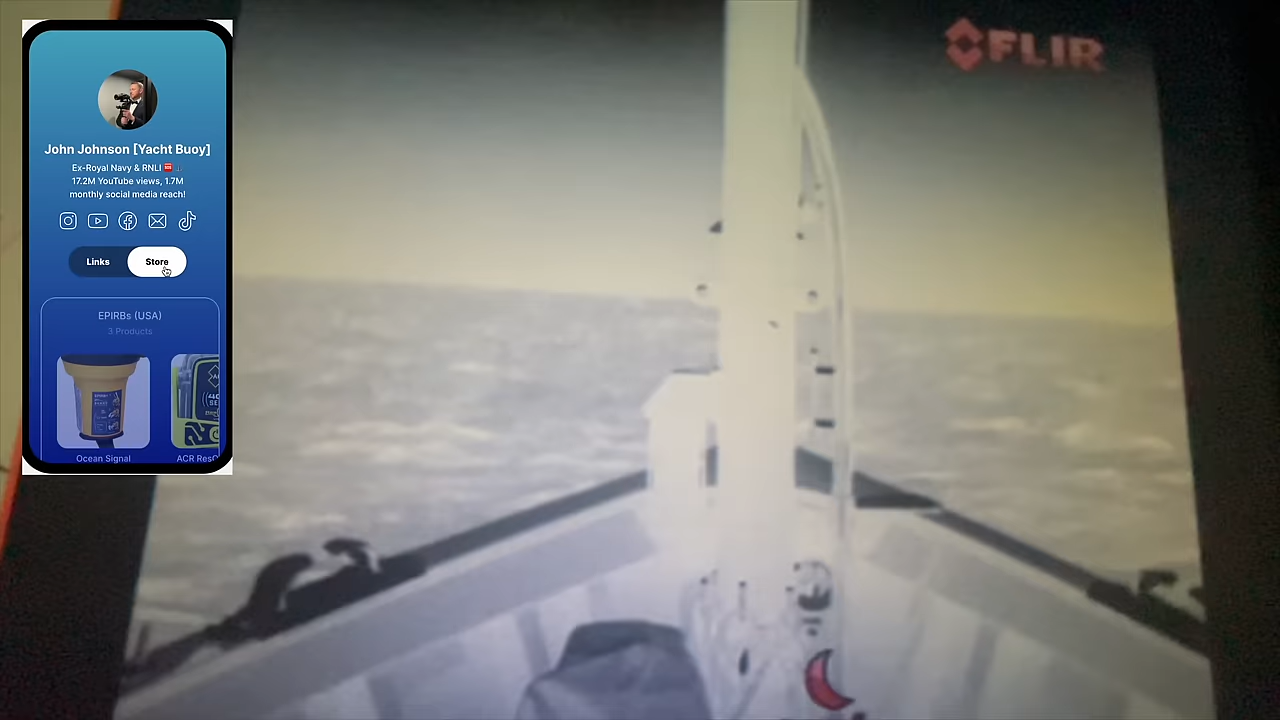 John Johnson [Yacht Buoy]
Ex-Royal Navy & RNLI
17.2M YouTube views, 1.7M
monthly social media reach!
Links
Store
EPIRBs (USA)
3 Products
Ocean Signal
ACR ResQ
FLIR